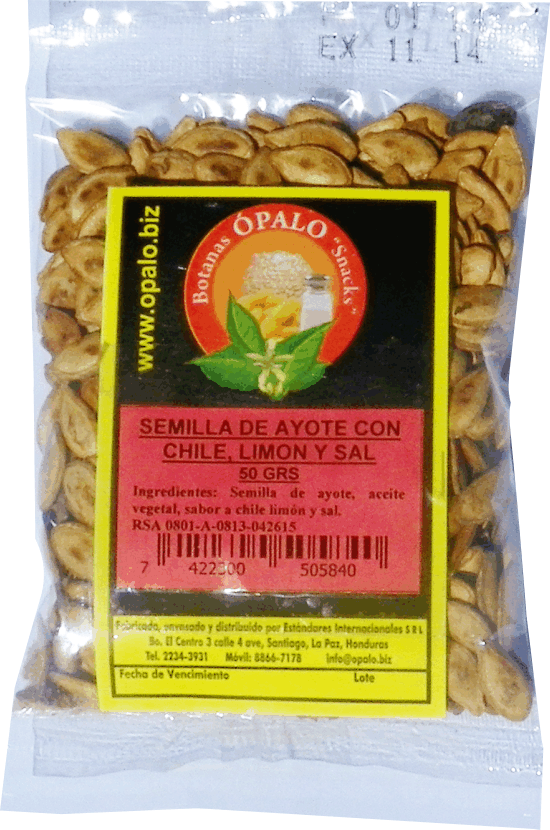 EX 11 14
www.opalo.biz
Botanas ÓPALO "Snacks"
SEMILLA DE AYOTE CON
CHILE, LIMON Y SAL
50 GRS
Ingredientes: Semilla de ayote, aceite
vegetal, sabor a chile limón y sal.
RSA 0801-A-0813-042615
7 422300 505840
Fabricado, envasado y distribuido por Estándares Internacionales S R L
Bo. El Centro 3 calle 4 ave, Santiago, La Paz, Honduras
Tel. 2234-3931 Móvil: 8866-7178 info@opalo.biz
Fecha de Vencimiento Lote